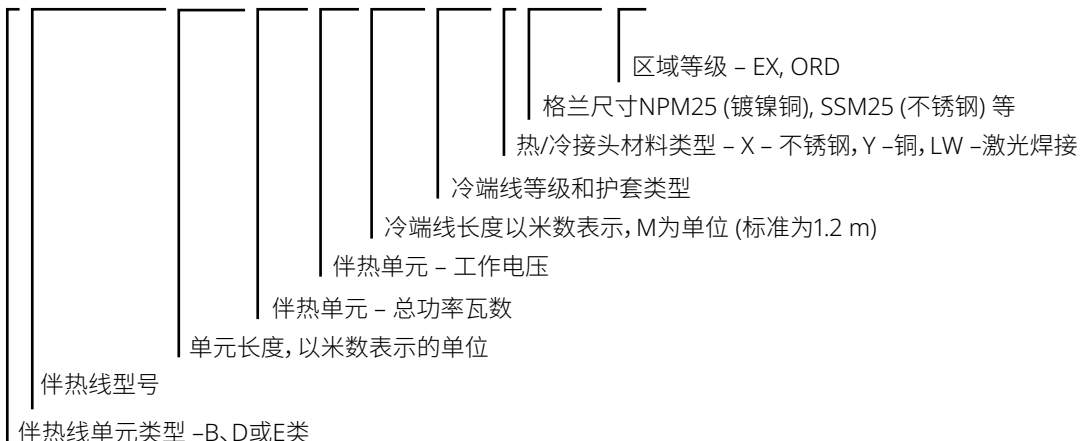 区域等级 – EX, ORD
格兰尺寸NPM25 (镀镍铜), SSM25 (不锈钢) 等
热/冷接头材料类型 – X – 不锈钢, Y –铜, LW –激光焊接
冷端线等级和护套类型
冷端线长度以米数表示, M为单位 (标准为1.2 m)
伴热单元 – 工作电压
伴热单元 – 总功率瓦数
单元长度, 以米数表示的单位
伴热线型号
伴热线单元类型 –B、D或E类